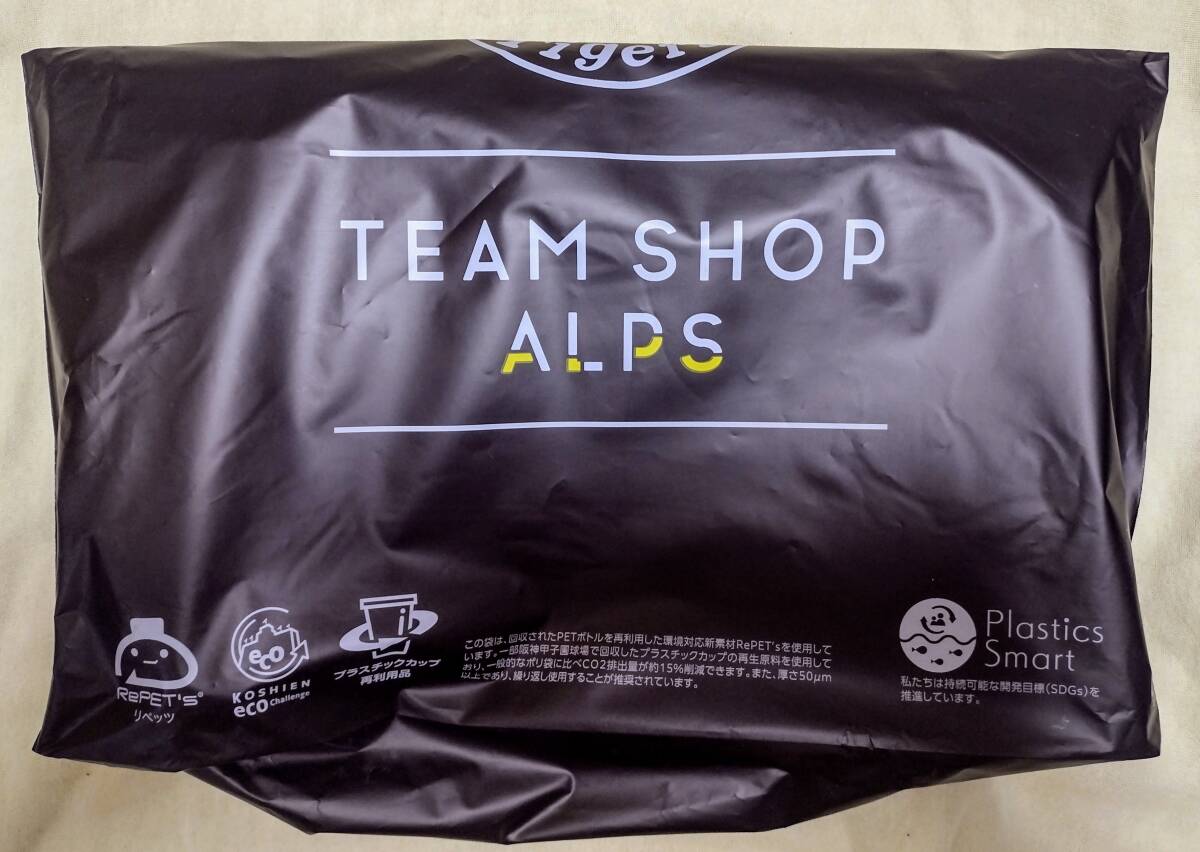 Tigers
TEAM SHOP
ALPS
RePET's®
リペッツ
eco
KOSHIEN
eco Challenge
i
プラスチックカップ
再利用品
この袋は、回収されたPETボトルを再利用した環境対応新素材RePET'sを使用して
います。一部阪神甲子園球場で回収したプラスチックカップの再生原料を使用して
おり、一般的なポリ袋に比べCO2排出量が約15%削減できます。また、厚さ50μm
以上であり、繰り返し使用することが推奨されています。
Plastics
Smart
私たちは持続可能な開発目標(SDGs)を
推進しています。